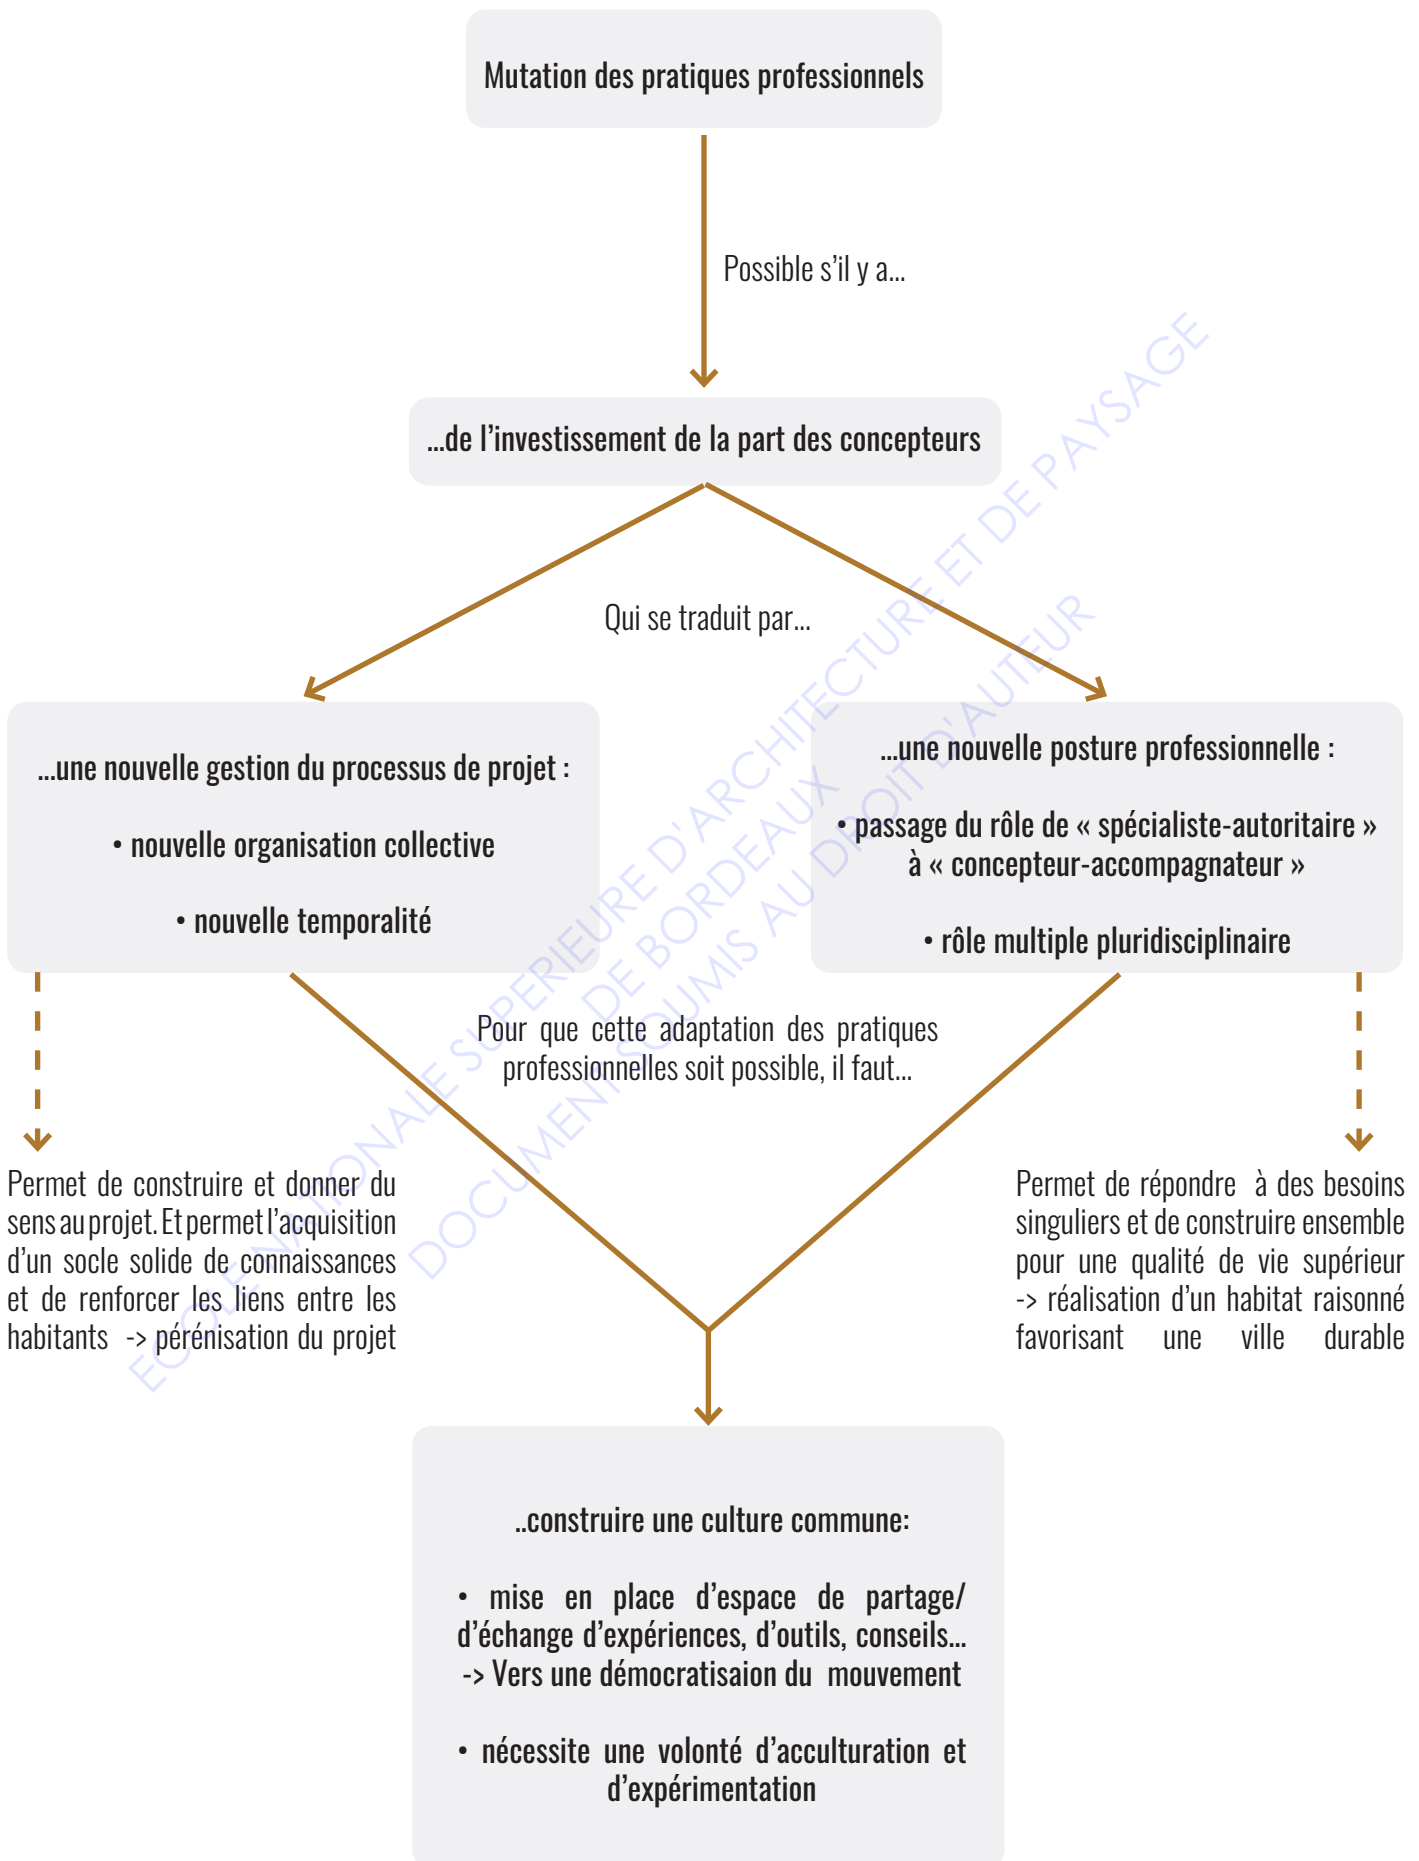 Mutation des pratiques professionnels
Possible s’il y a...
...de l’investissement de la part des concepteurs
Qui se traduit par...
...une nouvelle gestion du processus de projet :
• nouvelle organisation collective
• nouvelle temporalité
...une nouvelle posture professionnelle :
• passage du rôle de « spécialiste-autoritaire »
à « concepteur-accompagnateur »
• rôle multiple pluridisciplinaire
Pour que cette adaptation des pratiques
professionnelles soit possible, il faut...
Permet de construire et donner du
sens au projet. Et permet l’acquisition
d’un socle solide de connaissances
et de renforcer les liens entre les
habitants -> pérénisation du projet
Permet de répondre à des besoins
singuliers et de construire ensemble
pour une qualité de vie supérieur
-> réalisation d’un habitat raisonné
favorisant une ville durable
..construire une culture commune:
• mise en place d’espace de partage/
d’échange d’expériences, d’outils, conseils...
-> Vers une démocratisaion du mouvement
• nécessite une volonté d’acculturation et
d’expérimentation
ECOLE NATIONALE SUPERIEURE D'ARCHITECTURE ET DE PAYSAGE
DE BORDEAUX
DOCUMENT SOUMIS AU DROIT D'AUTEUR